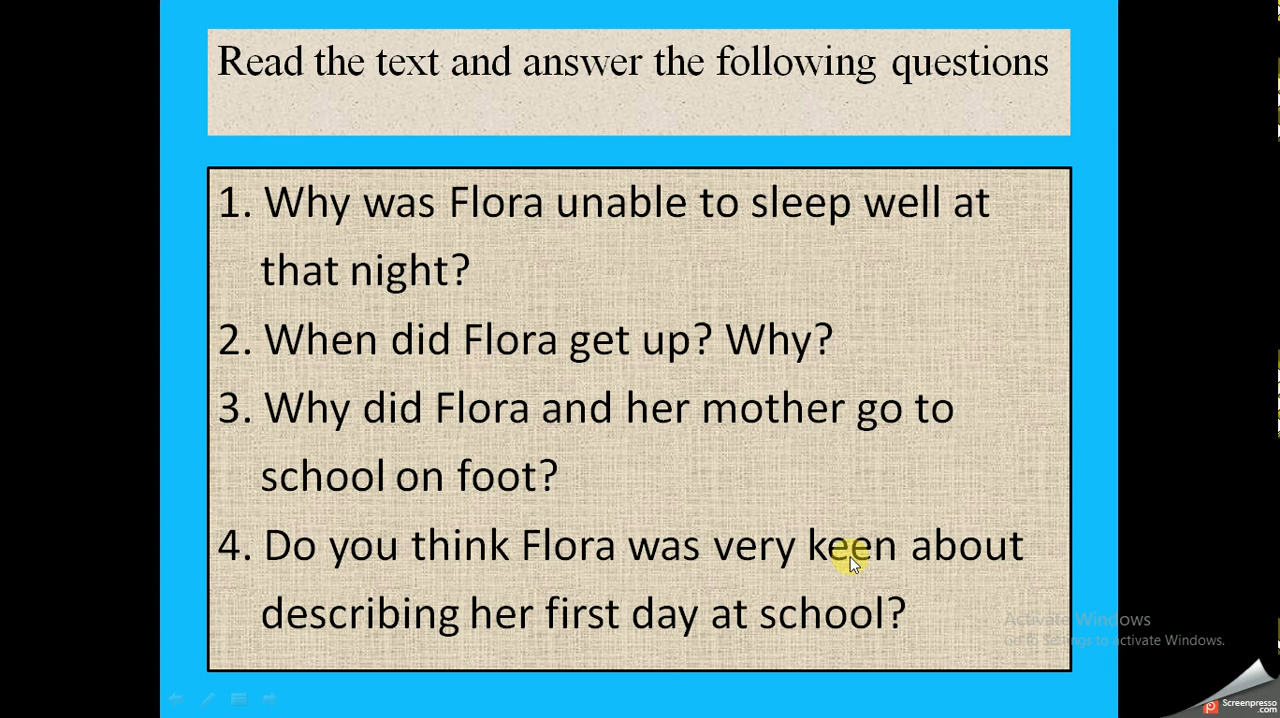 Read the text and answer the following questions
1. Why was Flora unable to sleep well at
that night?
2. When did Flora get up? Why?
3. Why did Flora and her mother go to
school on foot?
4. Do you think Flora was very keen about
describing her first day at school?
Activate Windows
Go to Settings to activate Windows.
Screenpresso
.com